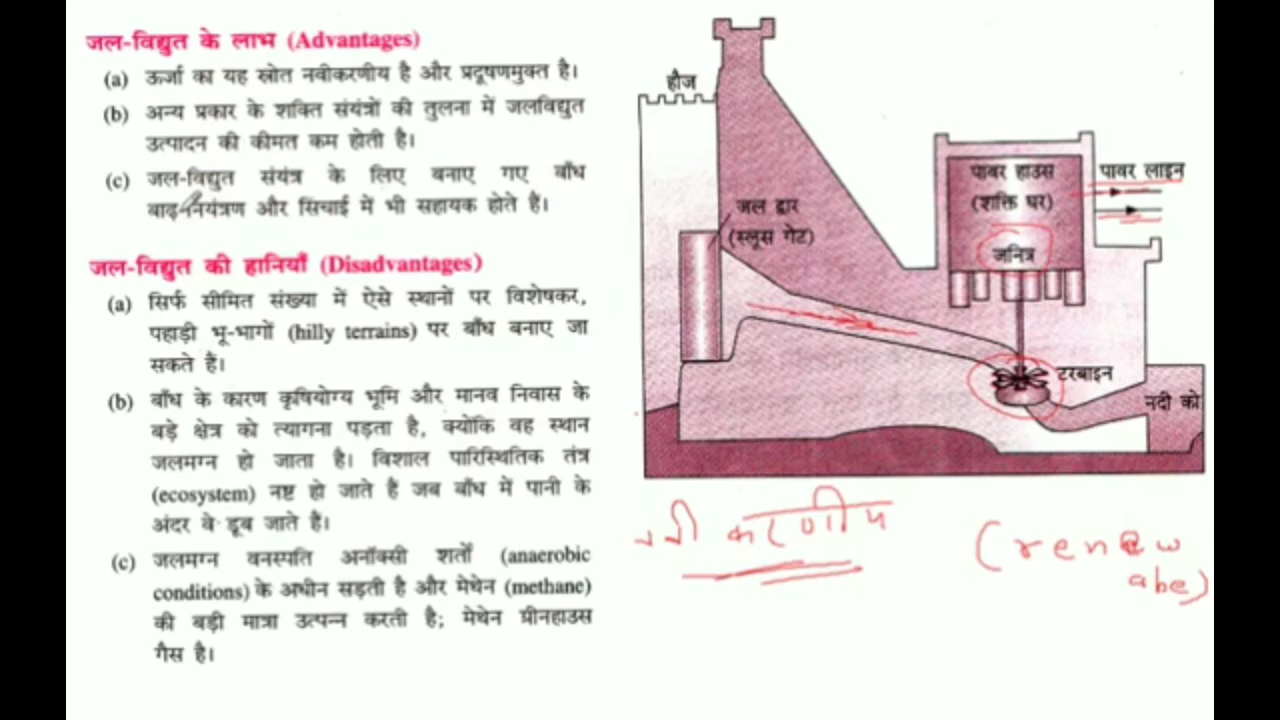 जल-विद्युत के लाभ (Advantages)
(a) ऊर्जा का यह स्रोत नवीकरणीय है और प्रदूषणमुक्त है।
(b) अन्य प्रकार के शक्ति संयंत्रों की तुलना में जलविद्युत
उत्पादन की कीमत कम होती है।
(c) जल-विद्युत संयंत्र के लिए बनाए गए बाँध
बाढ़-नियंत्रण और सिंचाई में भी सहायक होते हैं।
जल-विद्युत की हानियाँ (Disadvantages)
(a) सिर्फ सीमित संख्या में ऐसे स्थानों पर विशेषकर,
पहाड़ी भू-भागों (hilly terrains) पर बाँध बनाए जा
सकते हैं।
(b) बाँध के कारण कृषियोग्य भूमि और मानव निवास के
बड़े क्षेत्र को त्यागना पड़ता है, क्योंकि वह स्थान
जलमग्न हो जाता है। विशाल पारिस्थितिक तंत्र
(ecosystem) नष्ट हो जाते हैं जब बाँध में पानी के
अंदर वे डूब जाते हैं।
(c) जलमग्न वनस्पति अनॉक्सी शर्तों (anaerobic
conditions) के अधीन सड़ती है और मेथेन (methane)
की बड़ी मात्रा उत्पन्न करती है; मेथेन ग्रीनहाउस
गैस है।
हौज
जल द्वार
(स्लूस गेट)
पावर हाउस
(शक्ति घर)
जनित्र
पावर लाइन
टरबाइन
नदी को
नवीकरणीय
(renew
abe)